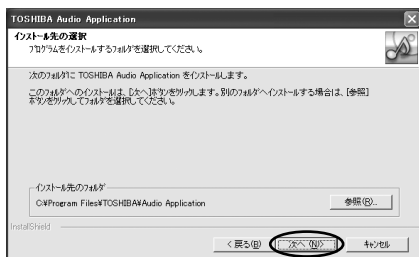 TOSHIBA Audio Application
インストール先の選択
プログラムをインストールするフォルダを選択してください。
次のフォルダに TOSHIBA Audio Application をインストールします。
このフォルダへのインストールは、[次へ]ボタンをクリックします。別のフォルダへインストールする場合は、[参照]
ボタンをクリックしてフォルダを選択してください。
インストール先のフォルダ
C:¥Program Files¥TOSHIBA¥Audio Application
参照(R)...
InstallShield
< 戻る(B)
次へ (N)>
キャンセル